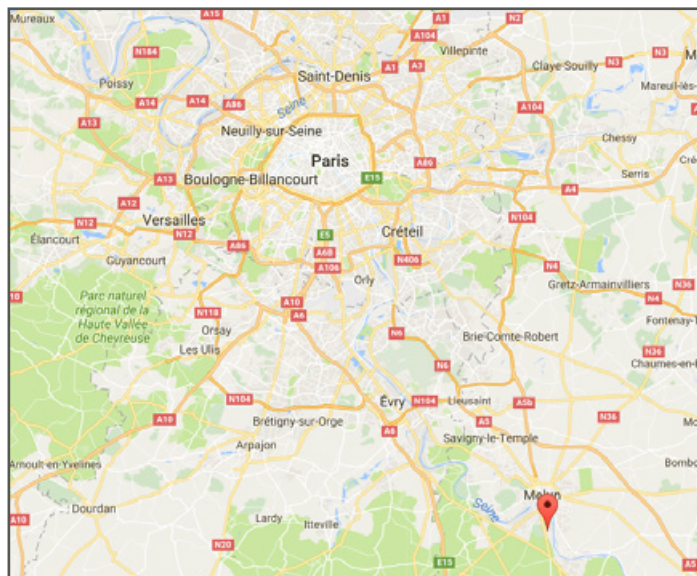 Mureaux
A15
A1
N2
A104
N184
Villepinte
A1
A3
Claye-Souilly
N3
N3
M
Saint-Denis
Poissy
Mareuil-lès-
A14
A14
A86
Seine
A104
A13
Neuilly-sur-Seine
Chessy
Paris
A86
Cré
Serris
A13
Boulogne-Billancourt
E15
A4
A12
N12
Versailles
N104
N12
E5
Créteil
Élancourt
A86
A6B
Guyancourt
A106
N406
N4
10
Orly
Gretz-Armainvilliers
N36
Parc naturel
régional de la
Haute Vallée
de Chevreuse
A10
N4
N118
A6
Fontenay-T
Orsay
N6
Brie-Comte-Robert
Les Ulis
N36
N6
Chaumes-en-B
N104
Évry
N104
Lieusaint
A5b
A10
Brétigny-sur-Orge
A5
N36
Mo
A6
Savigny-le-Temple
Arpajon
Arnoult-en-Yvelines
Bombo
Seine
Melun
Dourdan
Lardy
Itteville
A10
N20
E15
A5